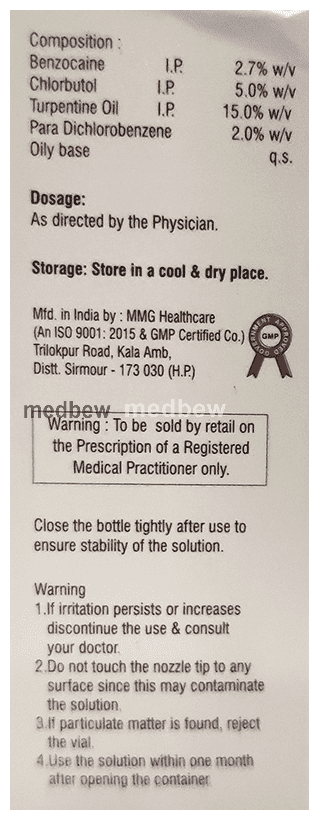 Composition :
Benzocaine I.P. 2.7% w/v
Chlorbutol I.P. 5.0% w/v
Turpentine Oil I.P. 15.0% w/v
Para Dichlorobenzene 2.0% w/v
Oily base q.s.
Dosage:
As directed by the Physician.
Storage: Store in a cool & dry place.
Mfd. in India by : MMG Healthcare
(An ISO 9001: 2015 & GMP Certified Co.)
Trilokpur Road, Kala Amb,
Distt. Sirmour - 173 030 (H.P.)
GOVERNMENT APPROVED
GMP
medbew medbew
Warning : To be sold by retail on
the Prescription of a Registered
Medical Practitioner only.
Close the bottle tightly after use to
ensure stability of the solution.
Warning
1.If irritation persists or increases
discontinue the use & consult
your doctor.
2.Do not touch the nozzle tip to any
surface since this may contaminate
the solution.
3.If particulate matter is found, reject
the vial.
4.Use the solution within one month
after opening the container